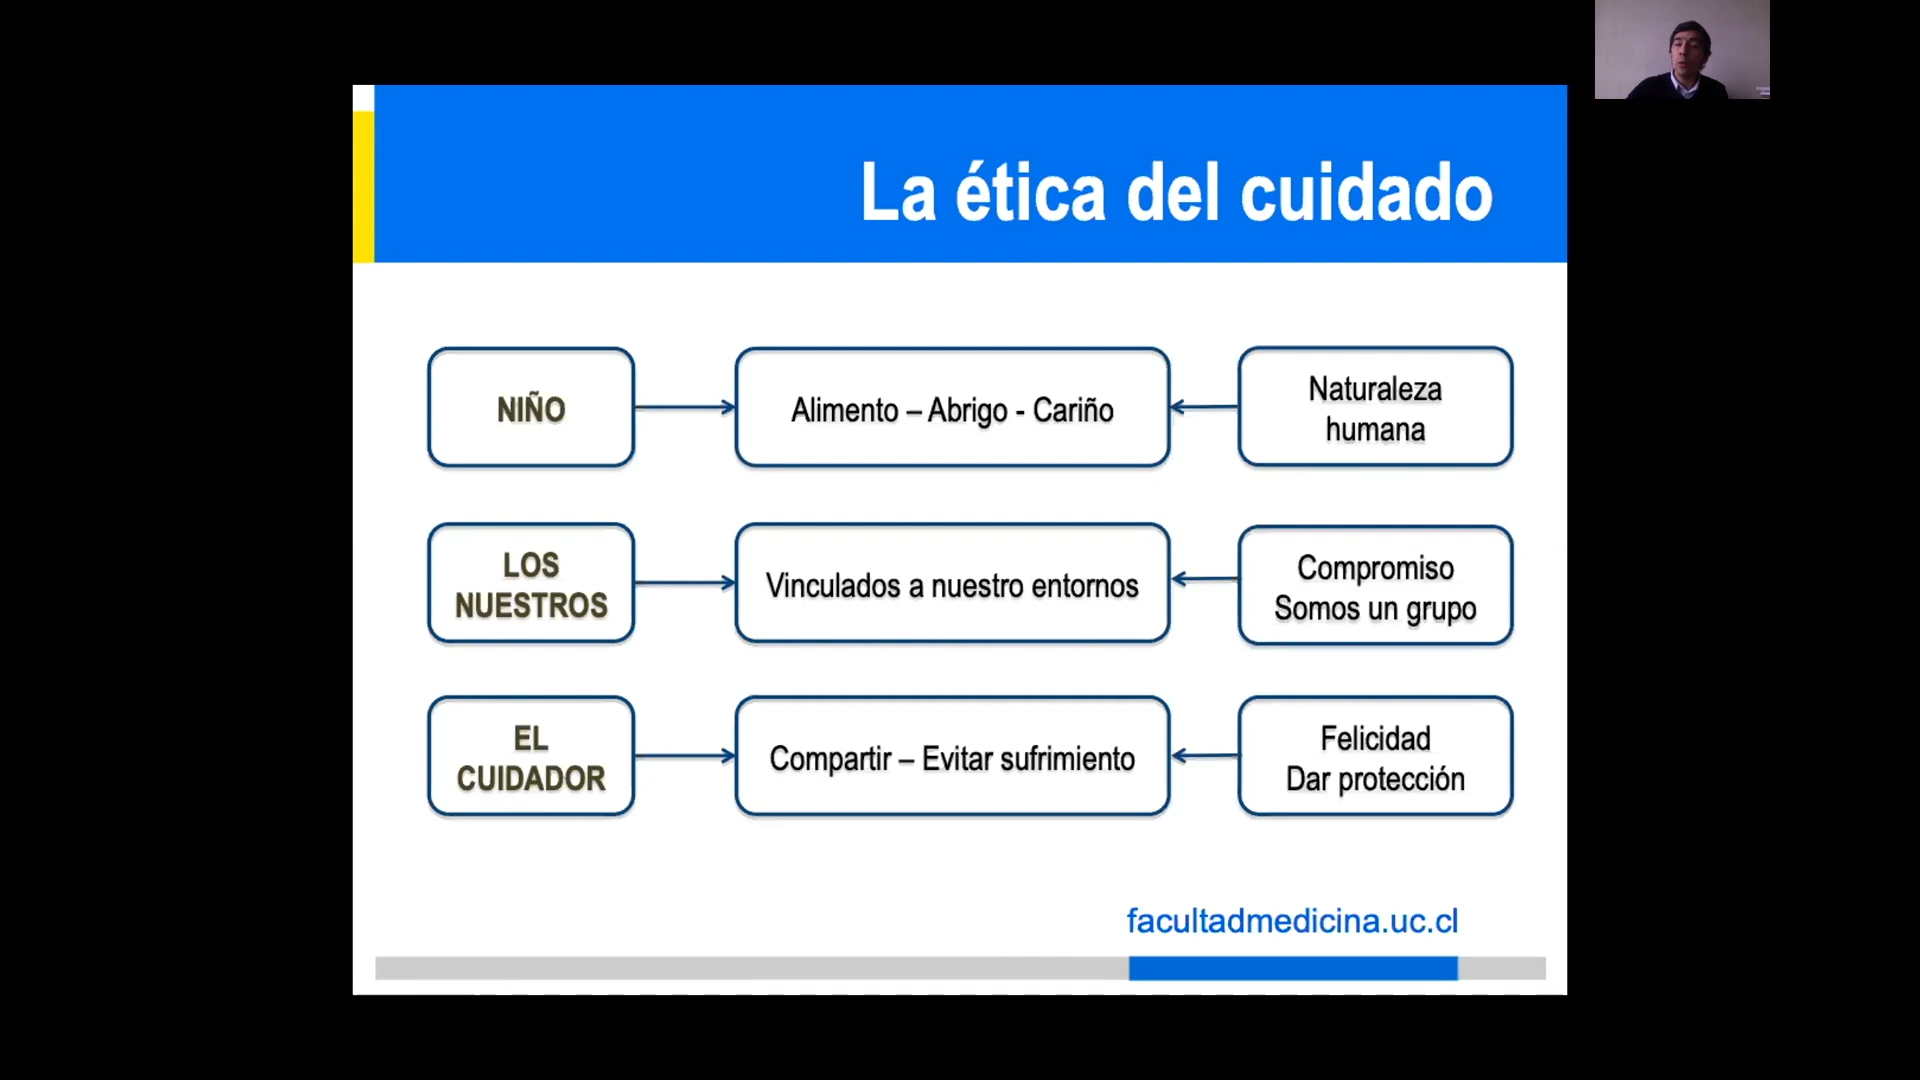 La ética del cuidado
NIÑO
Alimento – Abrigo - Cariño
Naturaleza
humana
LOS
NUESTROS
Vinculados a nuestro entornos
Compromiso
Somos un grupo
EL
CUIDADOR
Compartir – Evitar sufrimiento
Felicidad
Dar protección
facultadmedicina.uc.cl